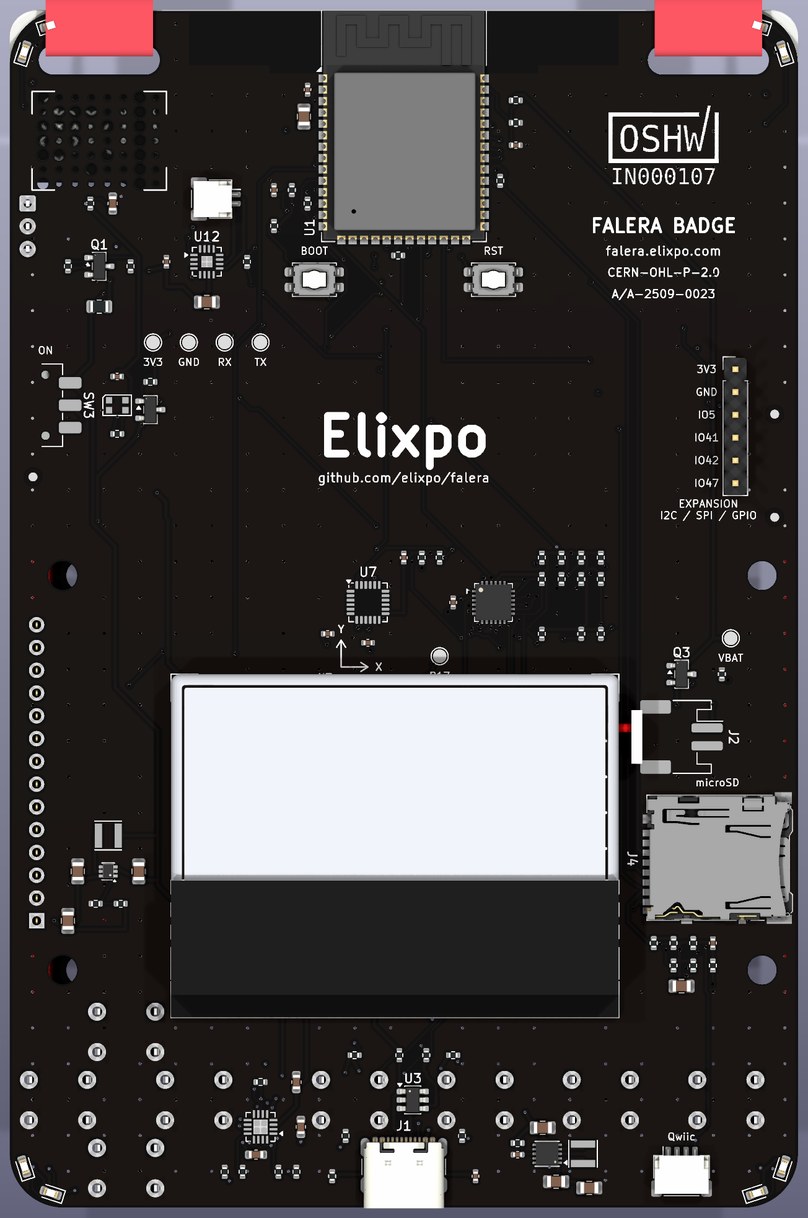 OSHW
IN000107
FALERA BADGE
falera.elixpo.com
CERN-OHL-P-2.0
A/A-2509-0023
U1
U12
Q1
BOOT
RST
ON
SW3
3V3
GND
RX
TX
3V3
GND
IO5
IO41
IO42
IO47
EXPANSION
I2C / SPI / GPIO
Elixpo
github.com/elixpo/falera
U7
Y
X
Q3
VBAT
J2
microSD
J4
U3
J1
Qwiic